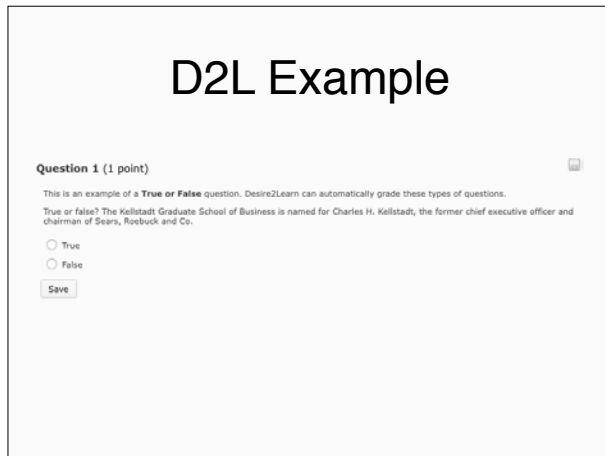 D2L Example
Question 1 (1 point)
This is an example of a True or False question. Desire2Learn can automatically grade these types of questions.
True or false? The Kellstadt Graduate School of Business is named for Charles H. Kellstadt, the former chief executive officer and
chairman of Sears, Roebuck and Co.
True
False
Save